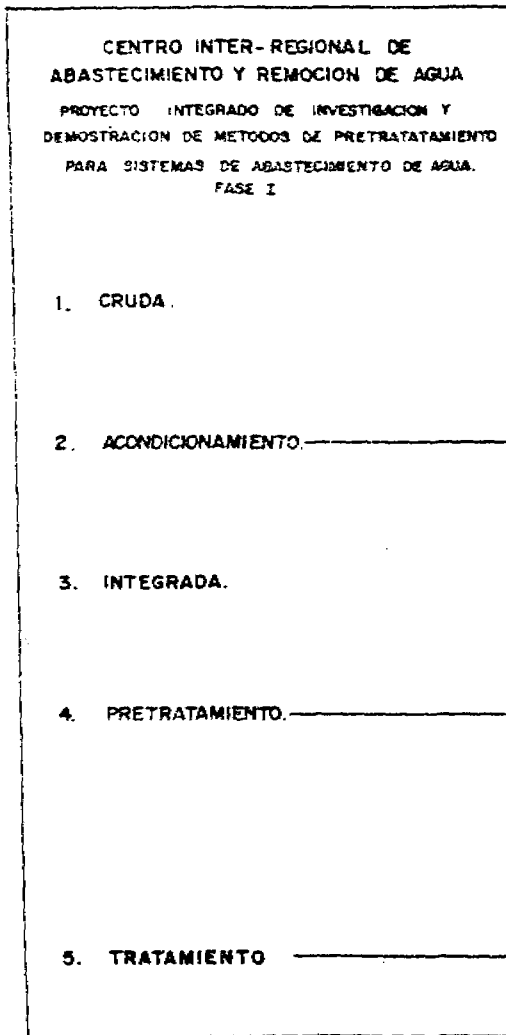 CENTRO INTER-REGIONAL DE
ABASTECIMIENTO Y REMOCION DE AGUA
PROYECTO INTEGRADO DE INVESTIGACION Y
DEMOSTRACION DE METODOS DE PRETRATATAMIENTO
PARA SISTEMAS DE ABASTECIMIENTO DE AGUA.
FASE I
1. CRUDA.
2. ACONDICIONAMIENTO.
3. INTEGRADA.
4. PRETRATAMIENTO.
5. TRATAMIENTO